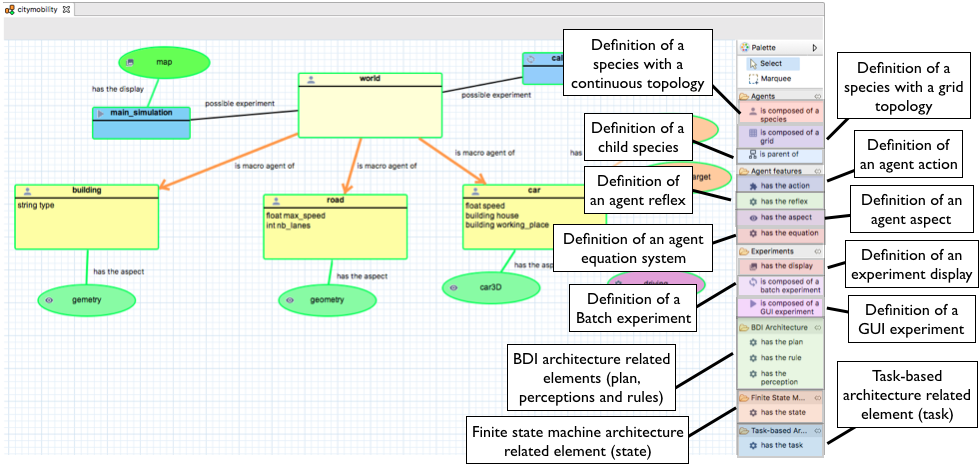 citymobility
map
has the display
main_simulation
possible experiment
world
possible experiment
is macro agent of
is macro agent of
is macro agent of
building
string type
road
float max_speed
int nb_lanes
car
float speed
building house
building working_place
has the aspect
gemetry
has the aspect
geometry
car3D
Definition of a
species with a
continuous topology
Definition of a
child species
Definition of
an agent reflex
Definition of an agent
equation system
Definition of a
Batch experiment
BDI architecture related
elements (plan,
perceptions and rules)
Finite state machine architecture
related element (state)
Palette
Select
Marquee
Agents
is composed of a
species
is composed of a
grid
is parent of
Agent features
has the action
has the reflex
has the aspect
has the equation
Experiments
has the display
is composed of a
batch experiment
is composed of a
GUI experiment
BDI Architecture
has the plan
has the rule
has the
perception
Finite State M...
has the state
Task-based Ar...
has the task
Definition of a
species with a grid
topology
Definition of
an agent action
Definition of an
agent aspect
Definition of an
experiment display
Definition of a
GUI experiment
Task-based
architecture related
element (task)